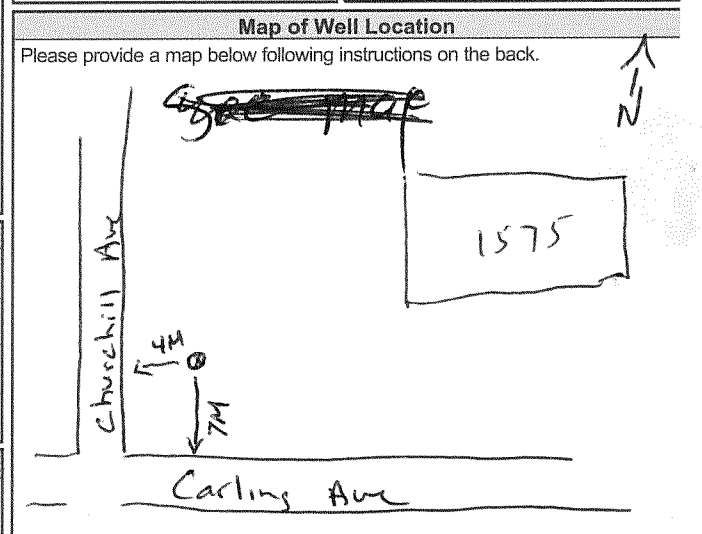 Map of Well Location
Please provide a map below following instructions on the back.
N
1575
Churchill Ave
4M
7M
Carling Ave